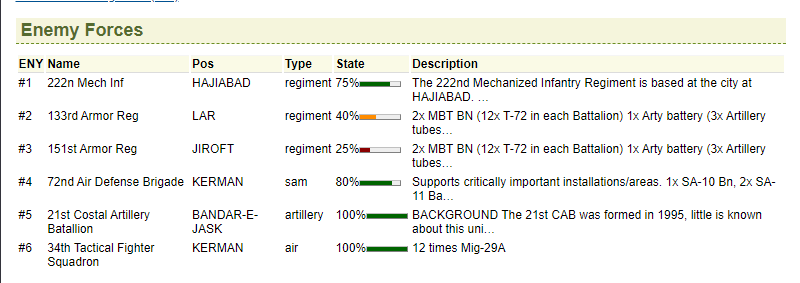 Enemy Forces
ENY Name Pos Type State Description
#1 222n Mech Inf HAJIABAD regiment 75% The 222nd Mechanized Infantry Regiment is based at the city at
HAJIABAD. ...
#2 133rd Armor Reg LAR regiment 40% 2x MBT BN (12x T-72 in each Battalion) 1x Arty battery (3x Artillery
tubes...
#3 151st Armor Reg JIROFT regiment 25% 2x MBT BN (12x T-72 in each Battalion) 1x Arty battery (3x Artillery
tubes...
#4 72nd Air Defense Brigade KERMAN sam 80% Supports critically important installations/areas. 1x SA-10 Bn, 2x SA-
11 Ba...
#5 21st Costal Artillery BANDAR-E- artillery 100% BACKGROUND The 21st CAB was formed in 1995, little is known
Batallion JASK about this uni...
#6 34th Tactical Fighter KERMAN air 100% 12 times Mig-29A
Squadron